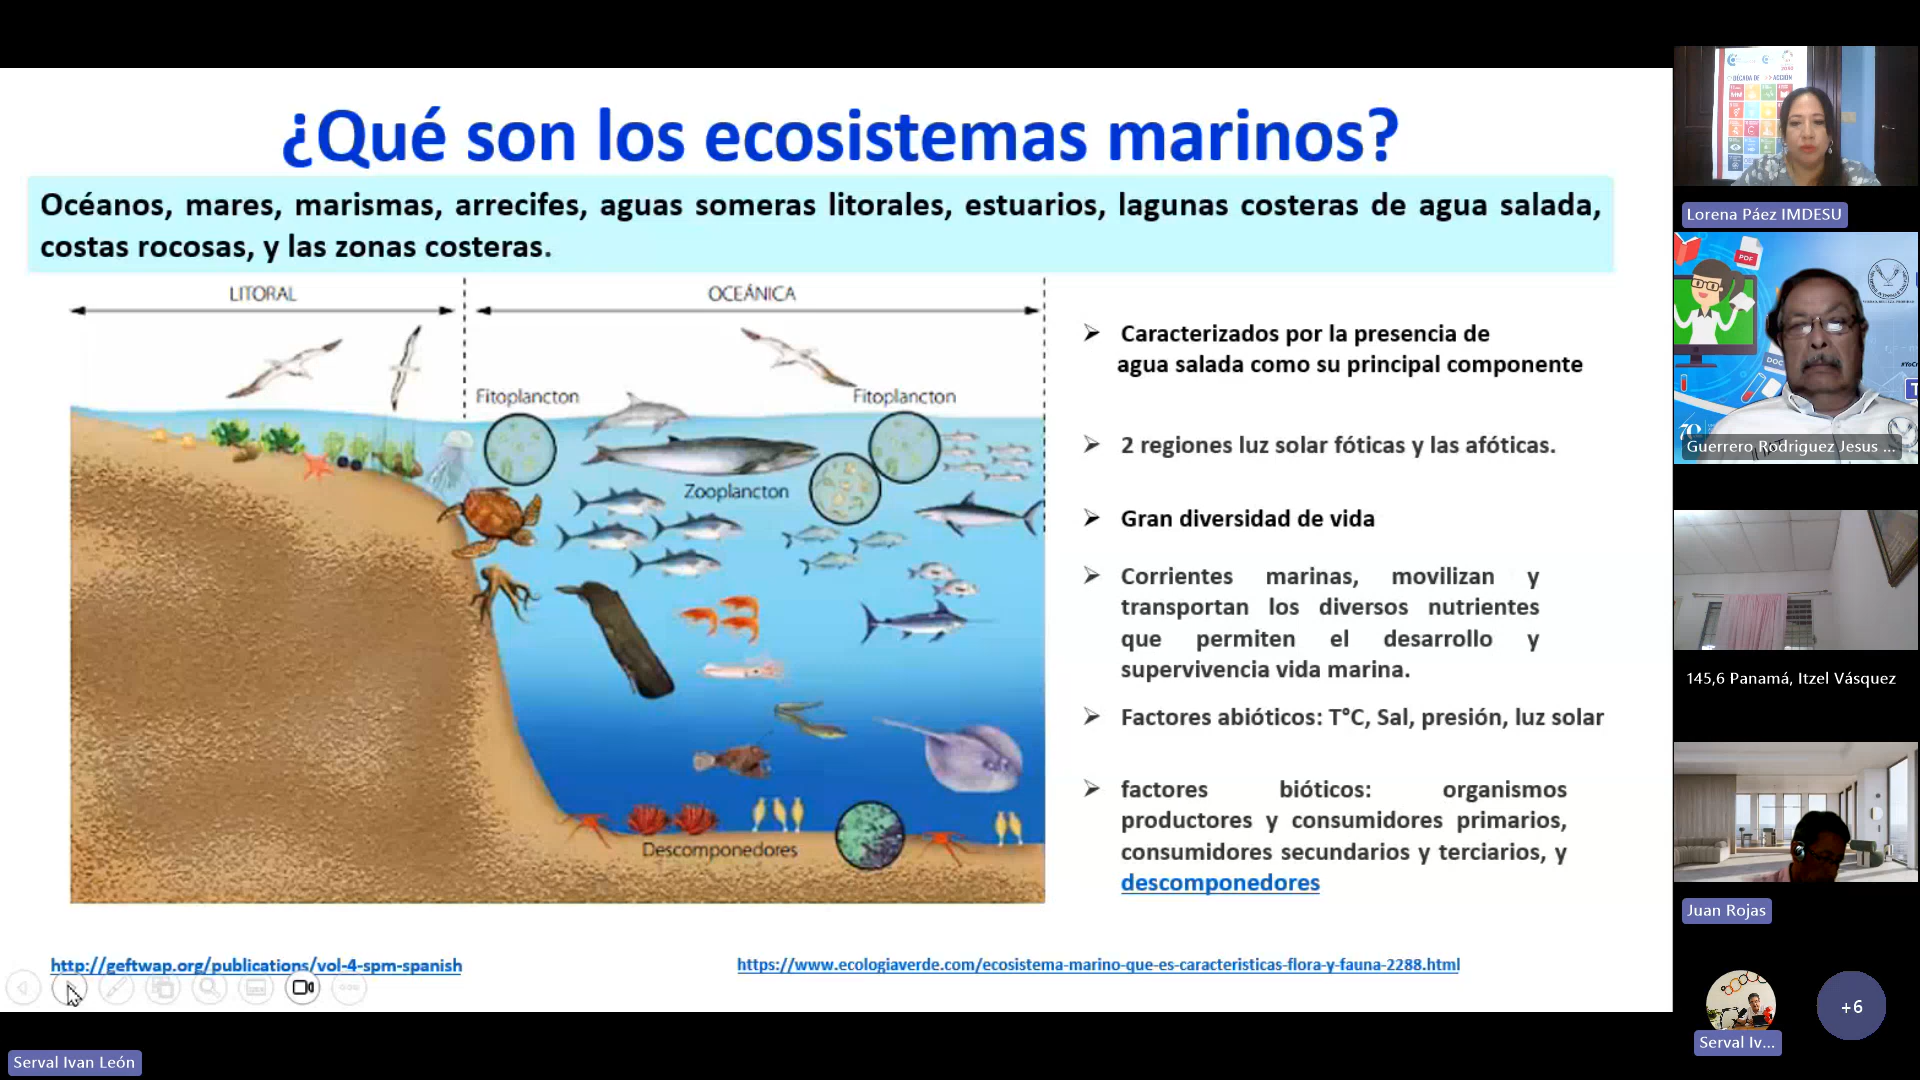 ¿Qué son los ecosistemas marinos?
Océanos, mares, marismas, arrecifes, aguas someras litorales, estuarios, lagunas costeras de agua salada,
costas rocosas, y las zonas costeras.
LITORAL
OCEÁNICA
Fitoplancton
Fitoplancton
Zooplancton
Descomponedores
➢ Caracterizados por la presencia de
agua salada como su principal componente
➢ 2 regiones luz solar fóticas y las afóticas.
➢ Gran diversidad de vida
➢ Corrientes marinas, movilizan y
transportan los diversos nutrientes
que permiten el desarrollo y
supervivencia vida marina.
➢ Factores abióticos: T°C, Sal, presión, luz solar
➢ factores bióticos: organismos
productores y consumidores primarios,
consumidores secundarios y terciarios, y
descomponedores
http://geftwap.org/publications/vol-4-spm-spanish
https://www.ecologiaverde.com/ecosistema-marino-que-es-caracteristicas-flora-y-fauna-2288.html
Serval Ivan León
DÉCADA DE ACCIÓN
Lorena Páez IMDESU
PDF
DOC
Guerrero Rodriguez Jesus ...
145,6 Panamá, Itzel Vásquez
Juan Rojas
Serval Iv...
+6